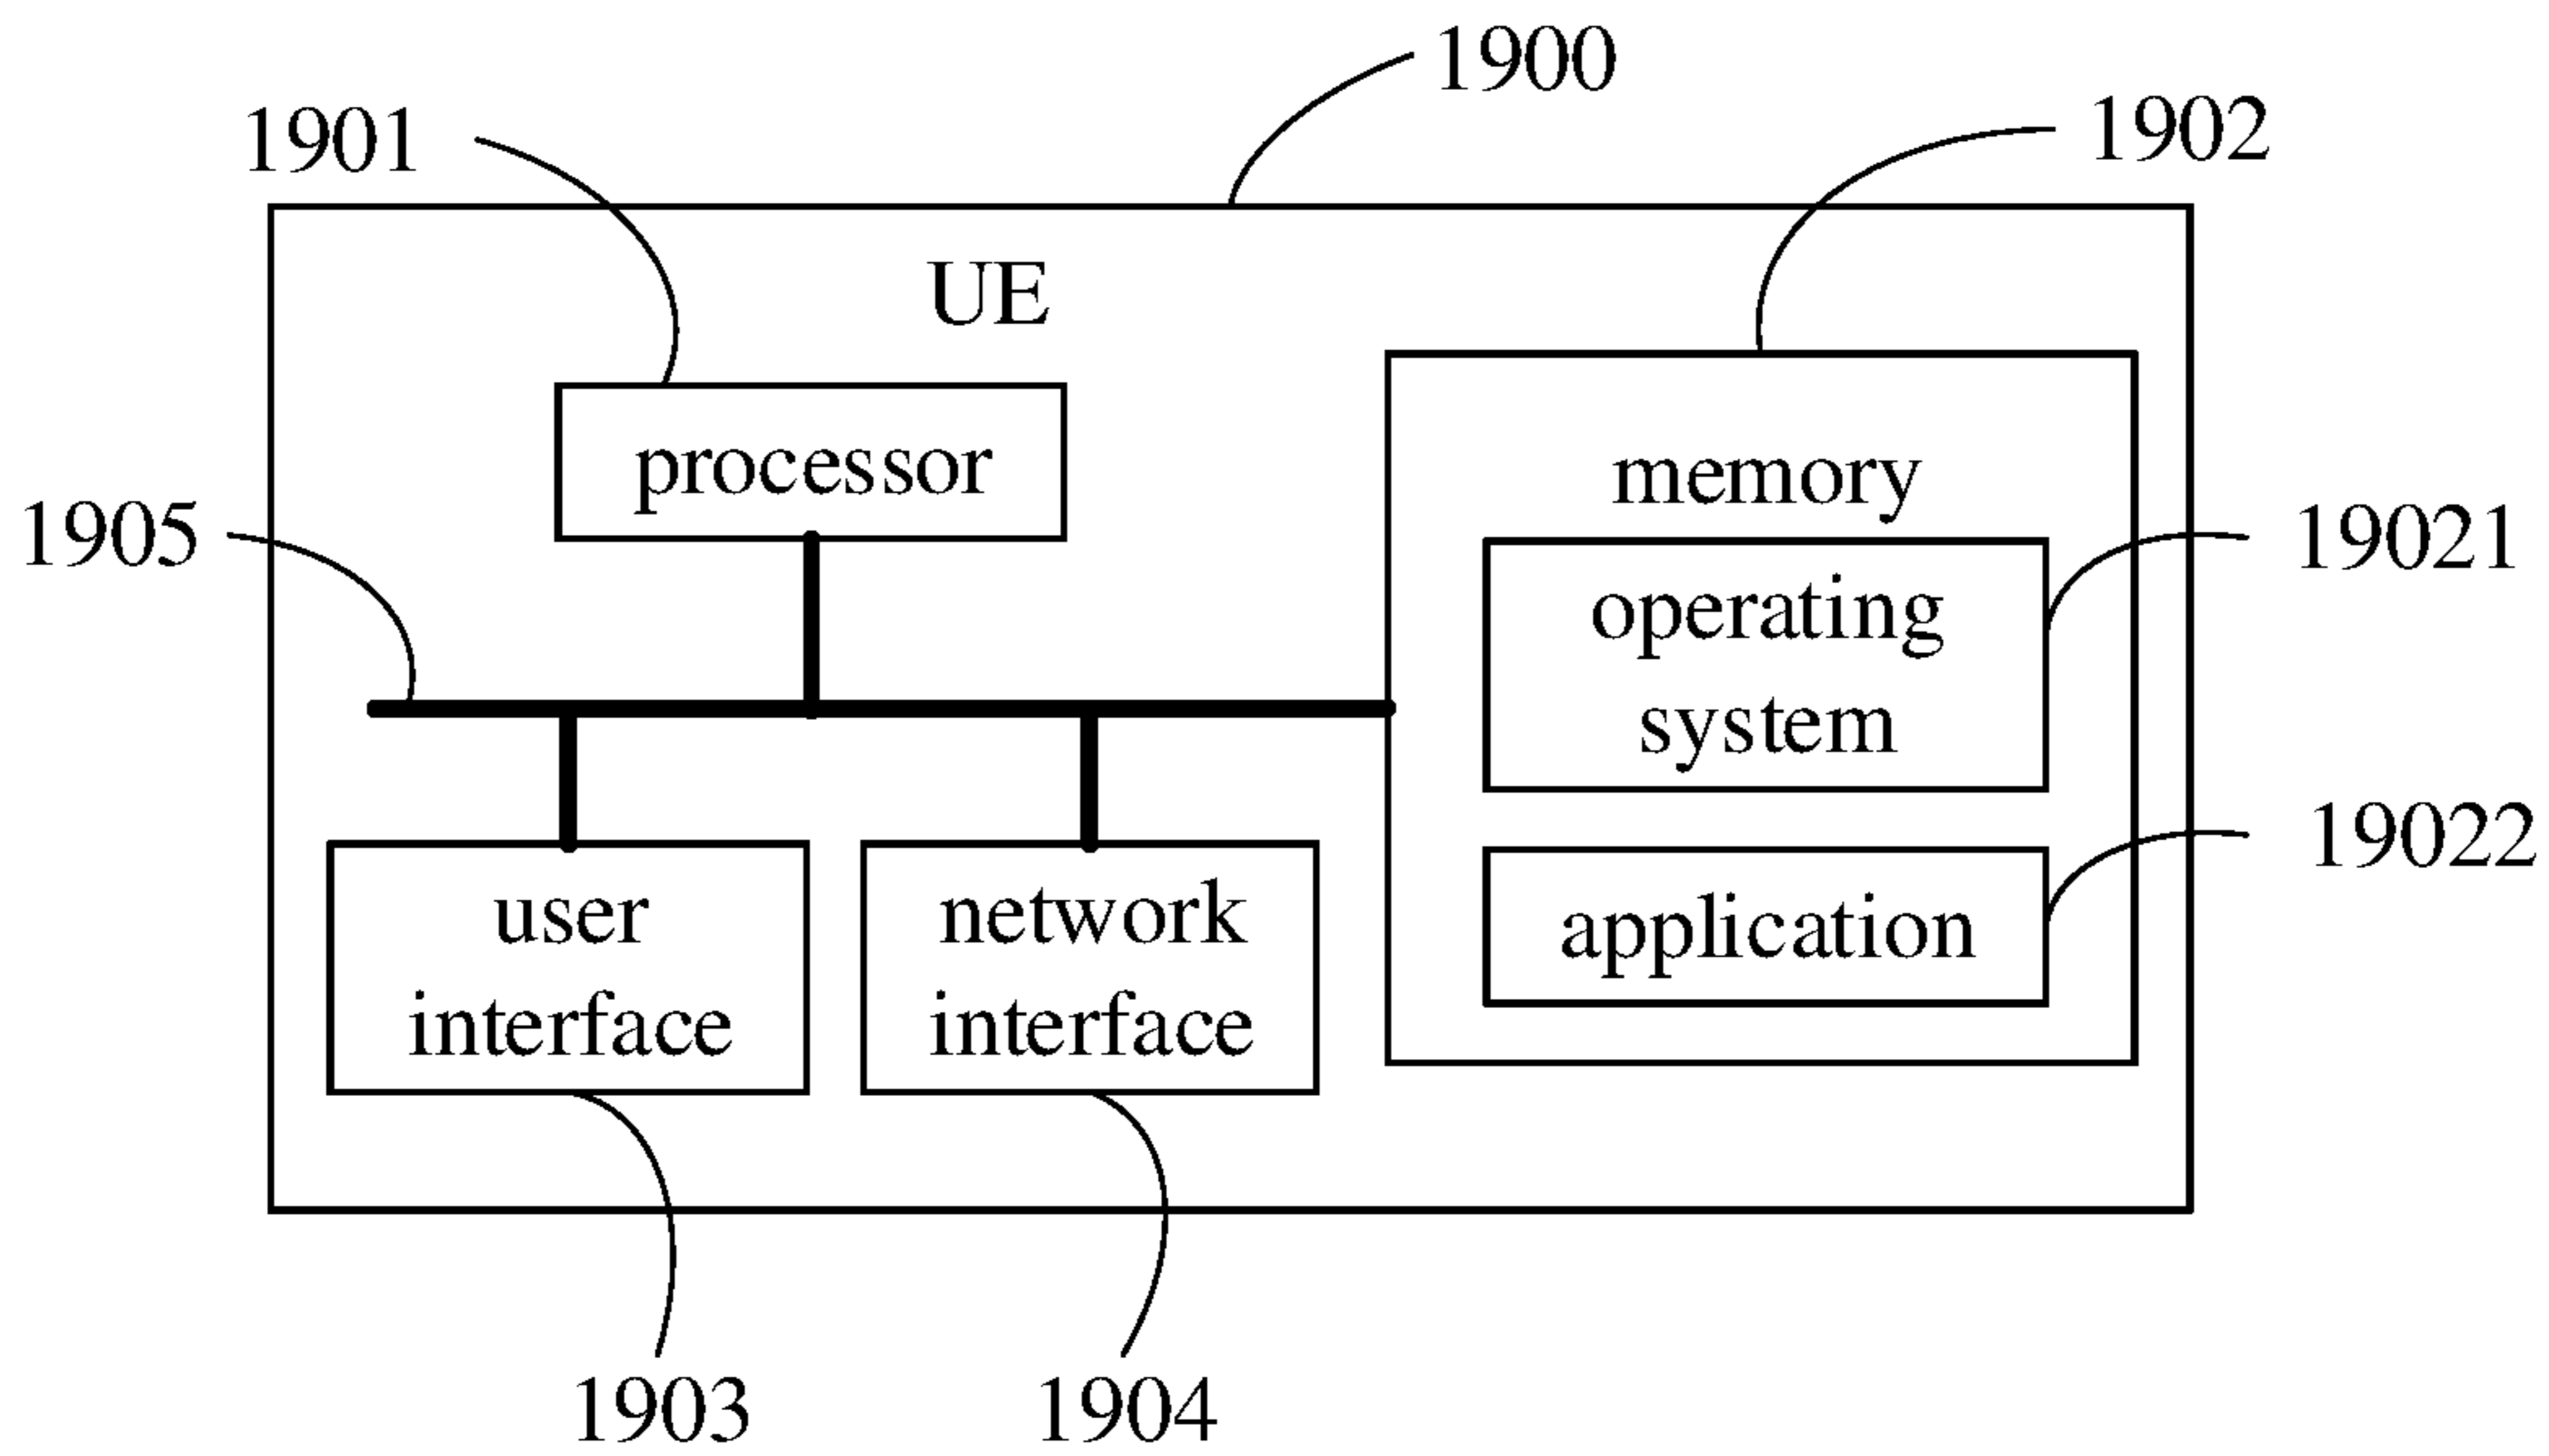 1900
1901
1902
UE
processor
memory
1905
19021
operating
system
19022
user
interface
network
interface
application
1903
1904